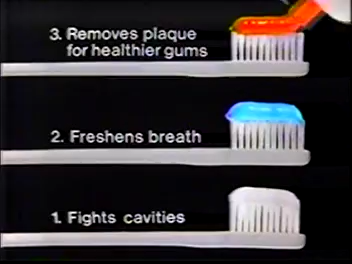 3. Removes plaque
for healthier gums
2. Freshens breath
1. Fights cavities